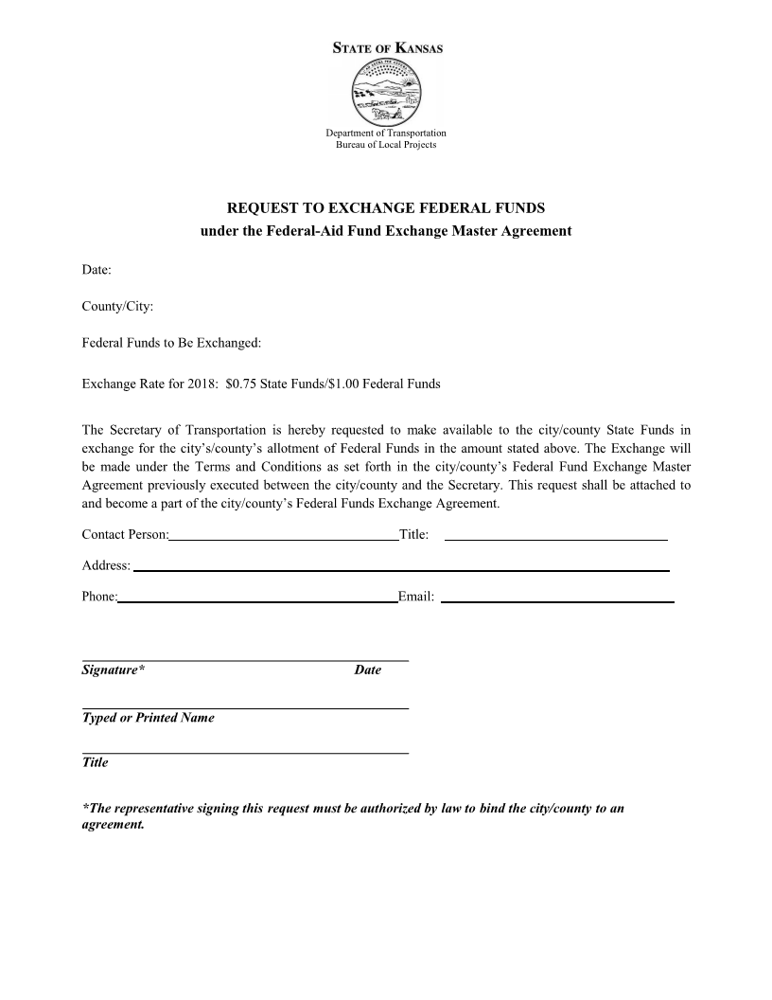 STATE OF KANSAS
Department of Transportation
Bureau of Local Projects
REQUEST TO EXCHANGE FEDERAL FUNDS
under the Federal-Aid Fund Exchange Master Agreement
Date:
County/City:
Federal Funds to Be Exchanged:
Exchange Rate for 2018: $0.75 State Funds/$1.00 Federal Funds
The Secretary of Transportation is hereby requested to make available to the city/county State Funds in
exchange for the city’s/county’s allotment of Federal Funds in the amount stated above. The Exchange will
be made under the Terms and Conditions as set forth in the city/county’s Federal Fund Exchange Master
Agreement previously executed between the city/county and the Secretary. This request shall be attached to
and become a part of the city/county’s Federal Funds Exchange Agreement.
Contact Person: Title:
Address:
Phone: Email:
Signature* Date
Typed or Printed Name
Title
*The representative signing this request must be authorized by law to bind the city/county to an
agreement.